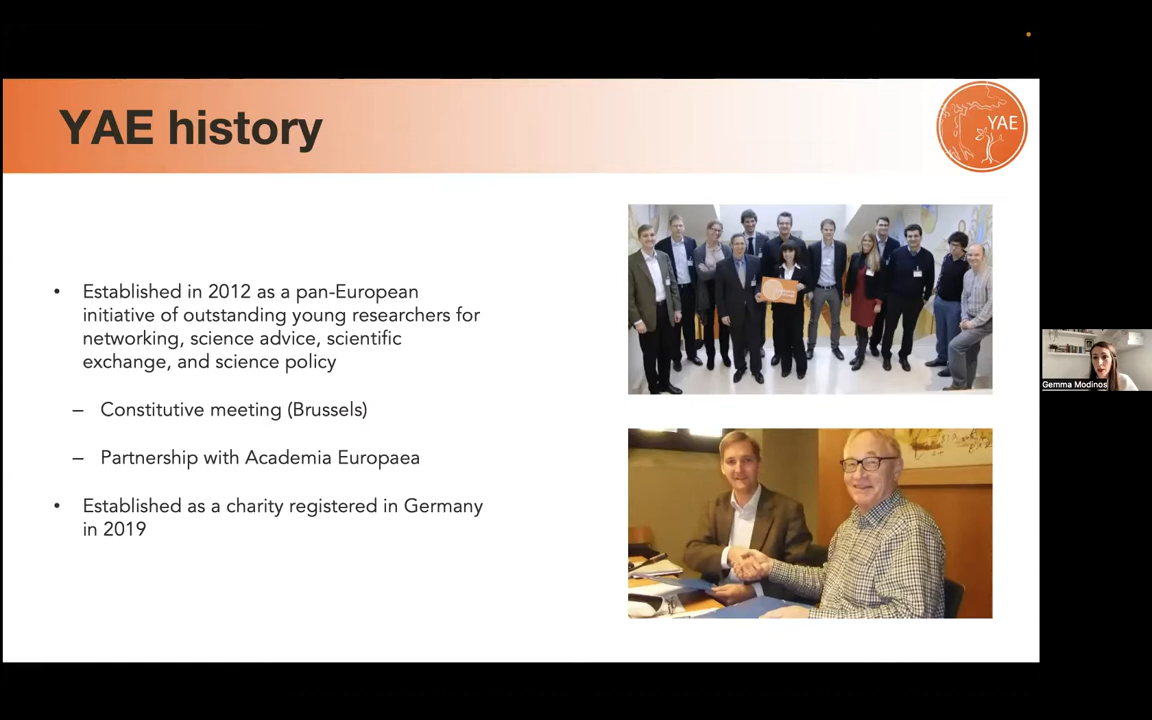 YAE history
YAE
• Established in 2012 as a pan-European
initiative of outstanding young researchers for
networking, science advice, scientific
exchange, and science policy
– Constitutive meeting (Brussels)
– Partnership with Academia Europaea
• Established as a charity registered in Germany
in 2019
Gemma Modinos